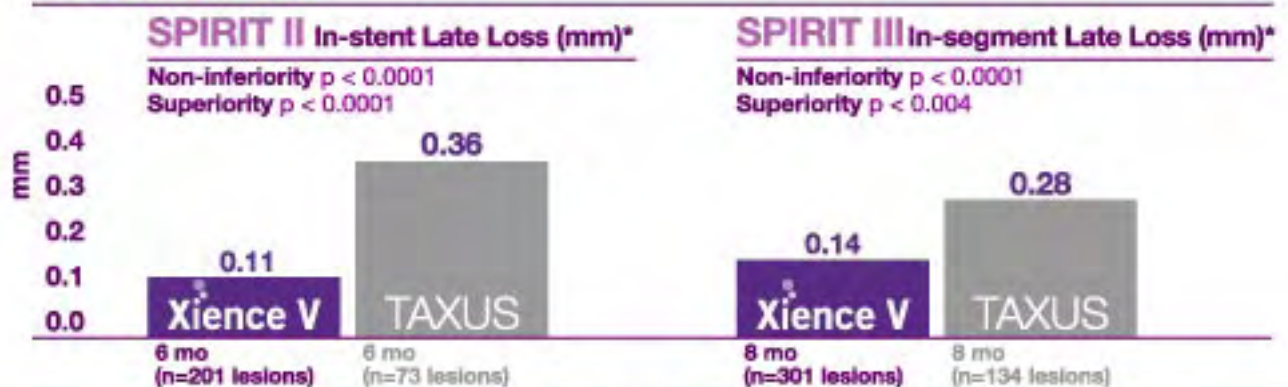 SPIRIT II In-stent Late Loss (mm)*
Non-inferiority p < 0.0001
Superiority p < 0.0001
SPIRIT III In-segment Late Loss (mm)*
Non-inferiority p < 0.0001
Superiority p < 0.004
mm
0.5
0.4
0.3
0.2
0.1
0.0
0.11
Xience V
6 mo
(n=201 lesions)
0.36
TAXUS
6 mo
(n=73 lesions)
0.14
Xience V
8 mo
(n=301 lesions)
0.28
TAXUS
8 mo
(n=134 lesions)